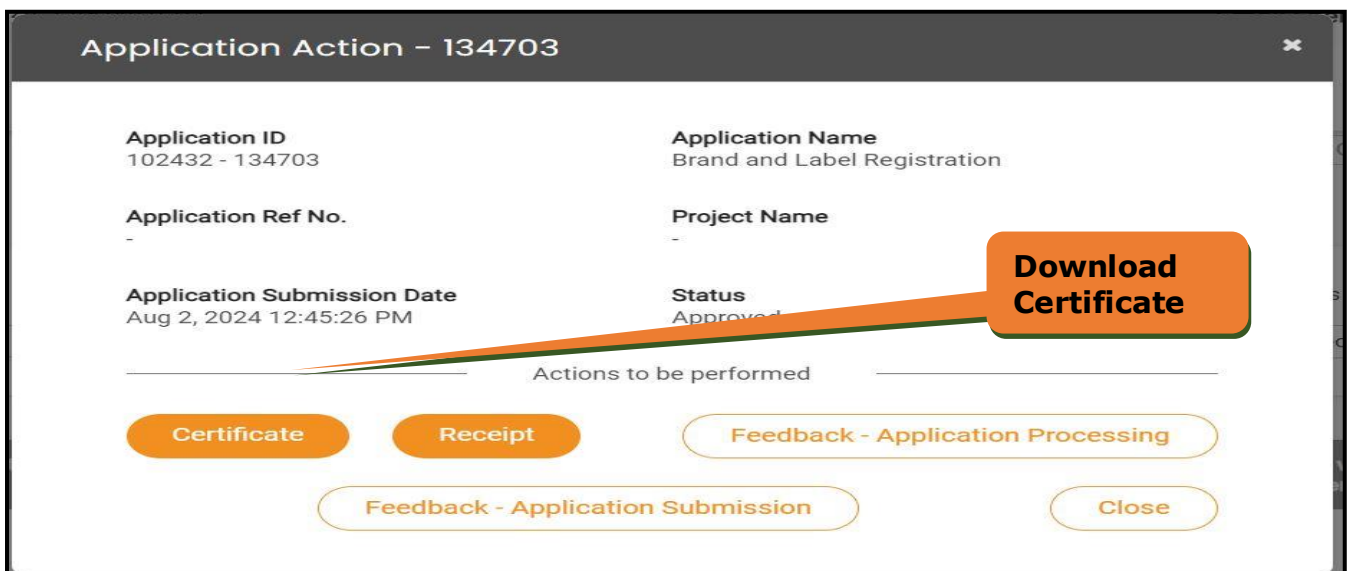 Application Action - 134703
Application ID
102432 - 134703
Application Name
Brand and Label Registration
Application Ref No.
-
Project Name
-
Application Submission Date
Aug 2, 2024 12:45:26 PM
Status
Approved
Download
Certificate
Actions to be performed
Certificate
Receipt
Feedback - Application Processing
Feedback - Application Submission
Close